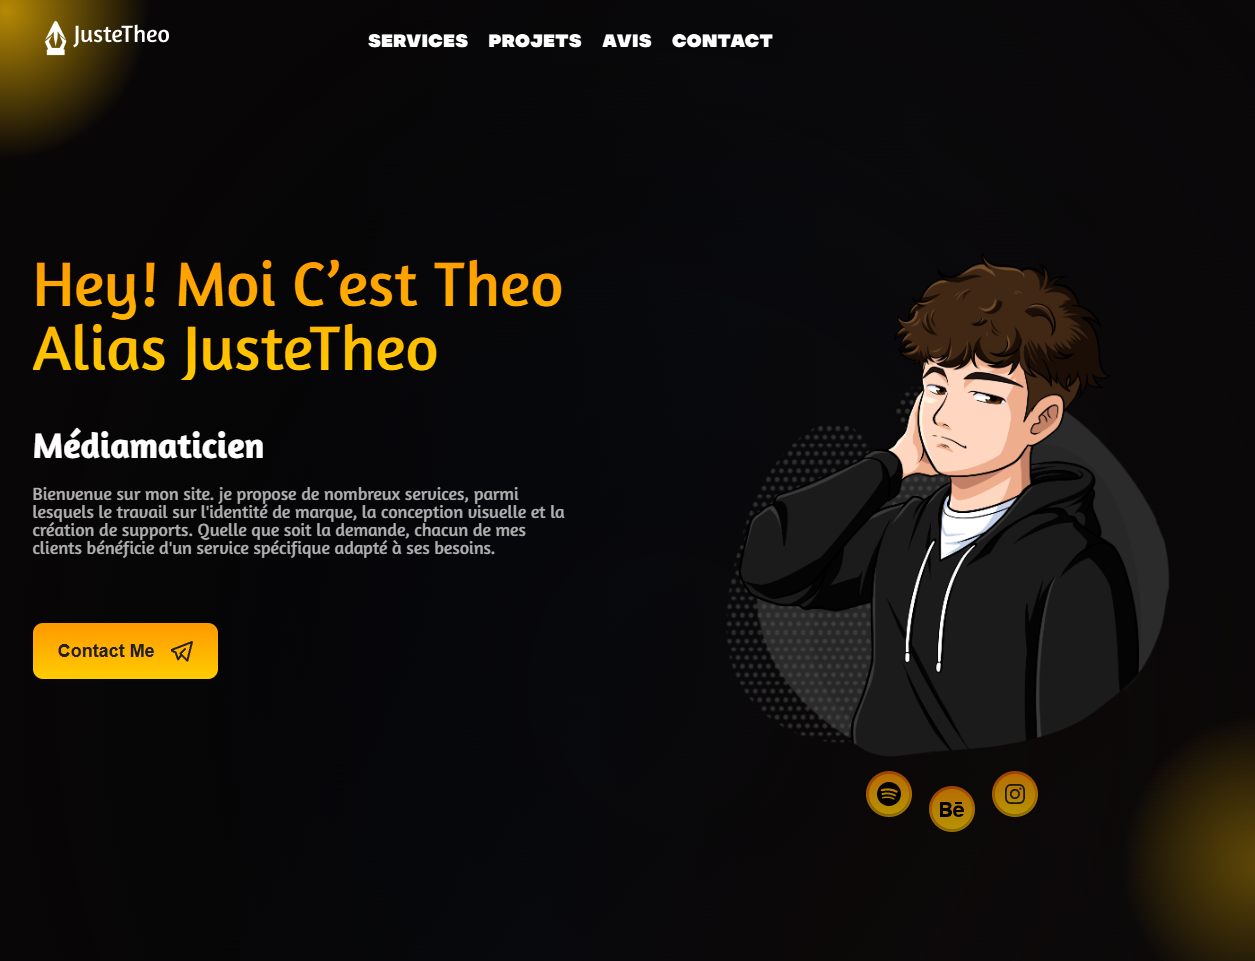 JusteTheo
SERVICES PROJETS AVIS CONTACT
Hey! Moi C’est Theo
Alias JusteTheo
Médiamaticien
Bienvenue sur mon site. je propose de nombreux services, parmi
lesquels le travail sur l'identité de marque, la conception visuelle et la
création de supports. Quelle que soit la demande, chacun de mes
clients bénéficie d'un service spécifique adapté à ses besoins.
Contact Me
Bē